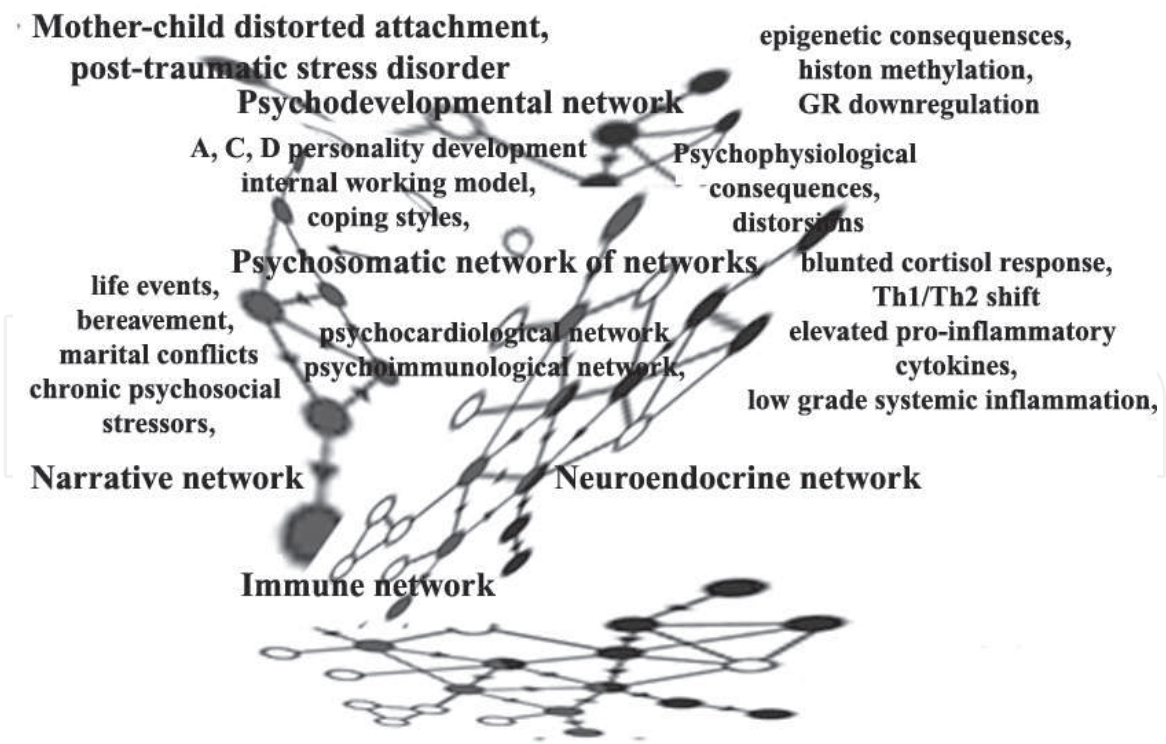 Mother-child distorted attachment,
post-traumatic stress disorder
Psychodevelopmental network
epigenetic consequensces,
histon methylation,
GR downregulation
A, C, D personality development
internal working model,
coping styles,
Psychophysiological
consequences,
distorsions
Psychosomatic network of networks,
life events,
bereavement,
marital conflicts
chronic psychosocial
stressors,
psychocardiological network
psychoimmunological network,
blunted cortisol response,
Th1/Th2 shift
elevated pro-inflammatory
cytokines,
low grade systemic inflammation,
Narrative network
Neuroendocrine network
Immune network